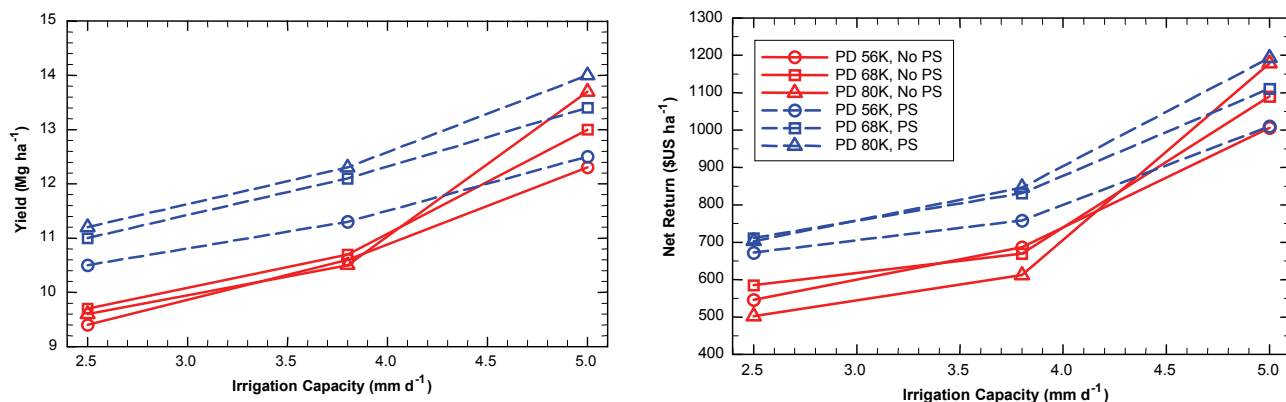 15
14
13
12
11
10
9
Yield (Mg ha⁻¹)
2.5 3.0 3.5 4.0 4.5 5.0
Irrigation Capacity (mm d⁻¹)
1300
1200
1100
1000
900
800
700
600
500
400
Net Return ($US ha⁻¹)
PD 56K, No PS
PD 68K, No PS
PD 80K, No PS
PD 56K, PS
PD 68K, PS
PD 80K, PS
2.5 3.0 3.5 4.0 4.5 5.0
Irrigation Capacity (mm d⁻¹)